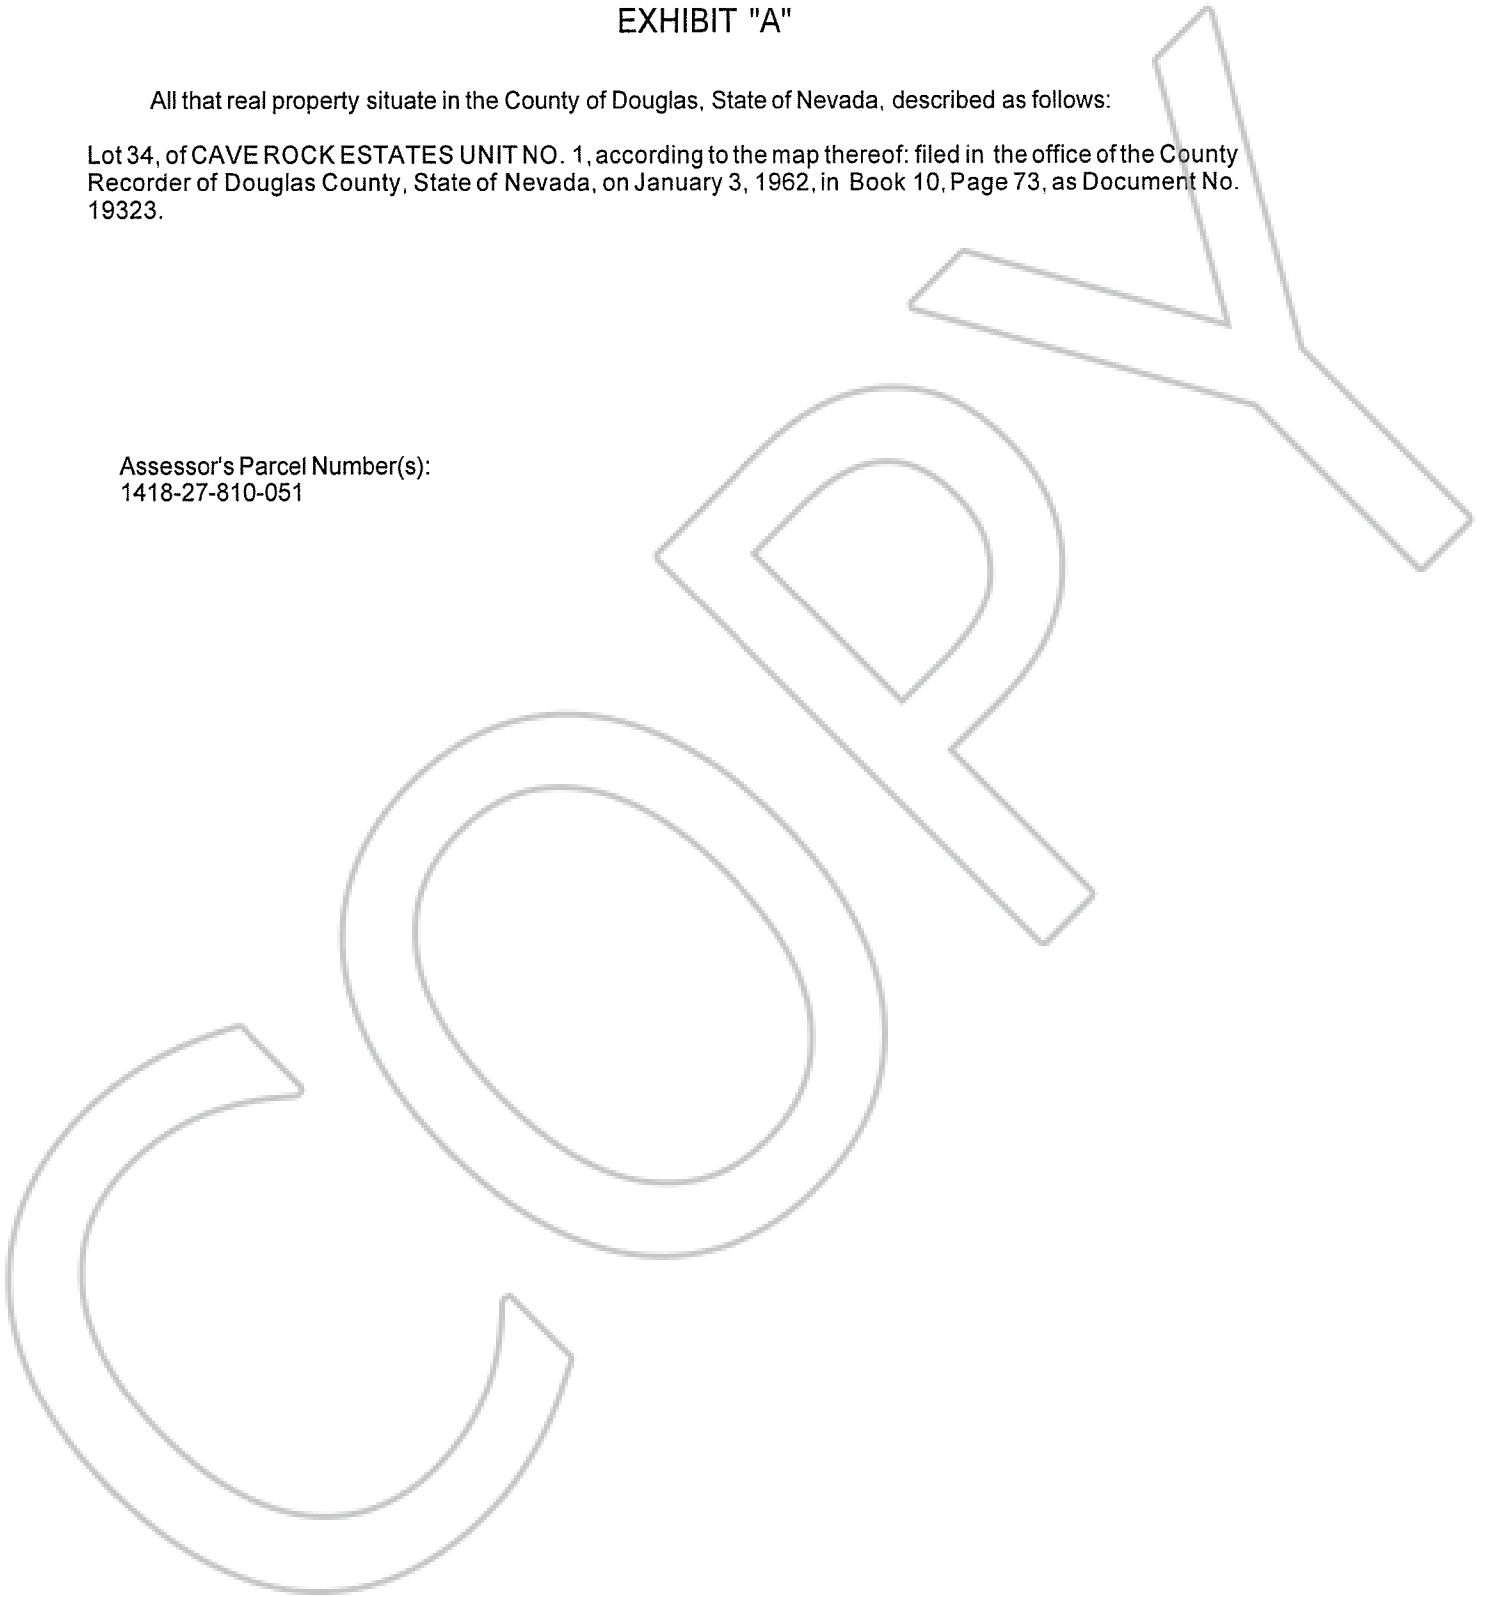 EXHIBIT "A"
All that real property situate in the County of Douglas, State of Nevada, described as follows:
Lot 34, of CAVE ROCK ESTATES UNIT NO. 1, according to the map thereof: filed in the office of the County
Recorder of Douglas County, State of Nevada, on January 3, 1962, in Book 10, Page 73, as Document No.
19323.
Assessor's Parcel Number(s):
1418-27-810-051
COPY